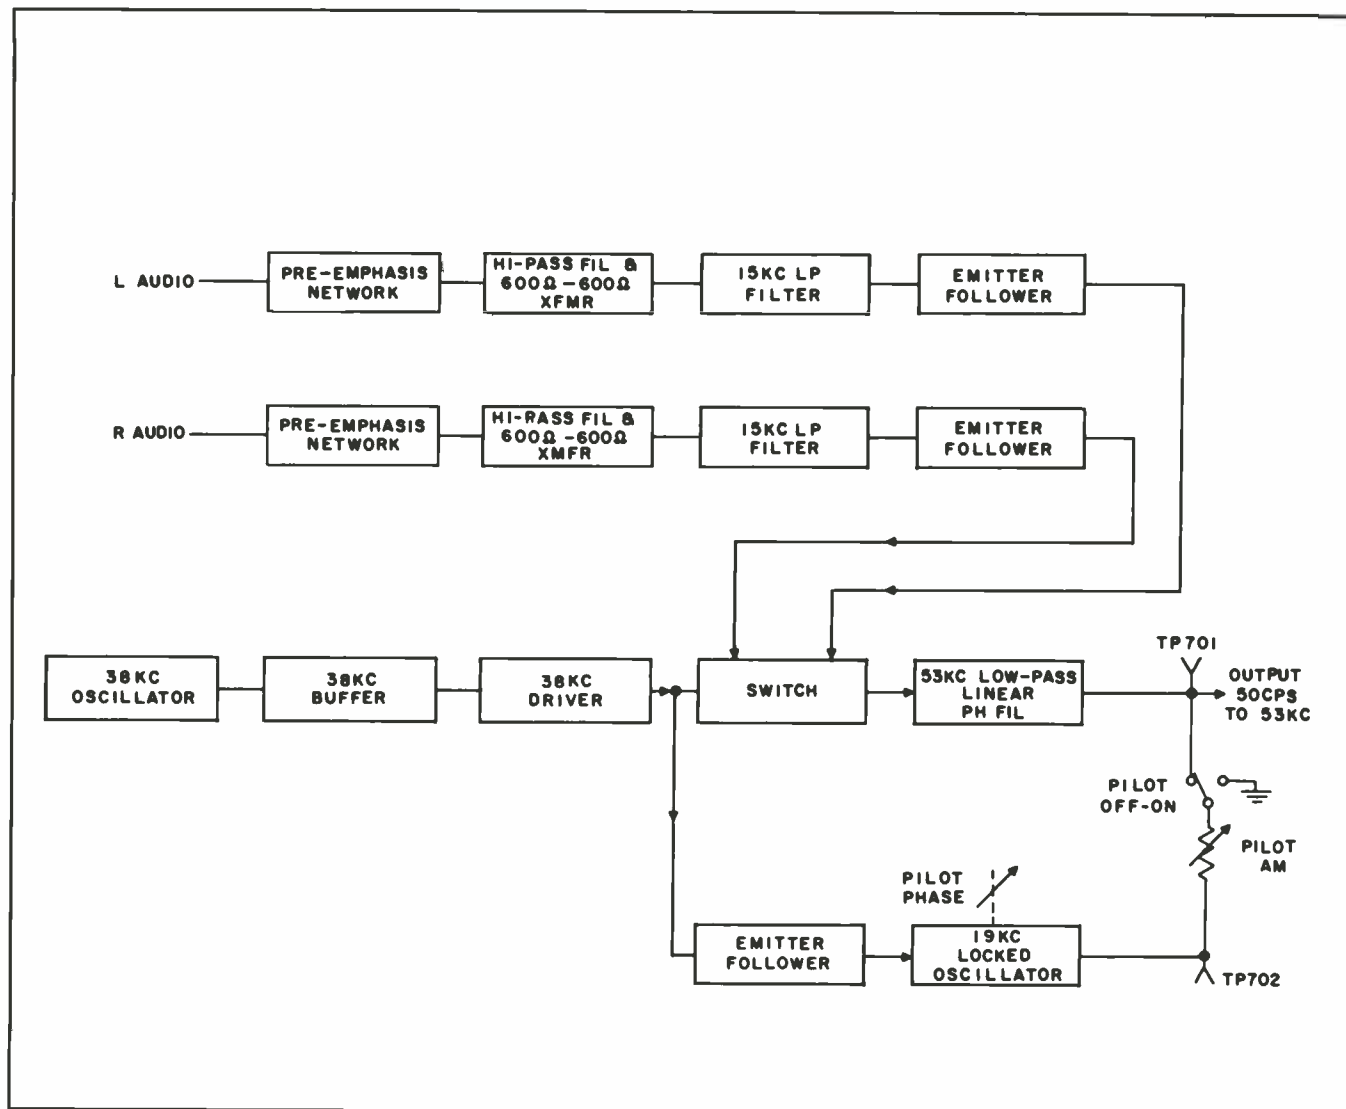 L AUDIO
PRE-EMPHASIS
NETWORK
HI-PASS FIL &
600Ω-600Ω
XFMR
15KC LP
FILTER
EMITTER
FOLLOWER
R AUDIO
PRE-EMPHASIS
NETWORK
HI-RASS FIL &
600Ω-600Ω
XMFR
15KC LP
FILTER
EMITTER
FOLLOWER
38KC
OSCILLATOR
38KC
BUFFER
38KC
DRIVER
SWITCH
53KC LOW-PASS
LINEAR
PH FIL
TP701
OUTPUT
50CPS
TO 53KC
PILOT
OFF-ON
PILOT
AM
PILOT
PHASE
EMITTER
FOLLOWER
19KC
LOCKED
OSCILLATOR
TP702